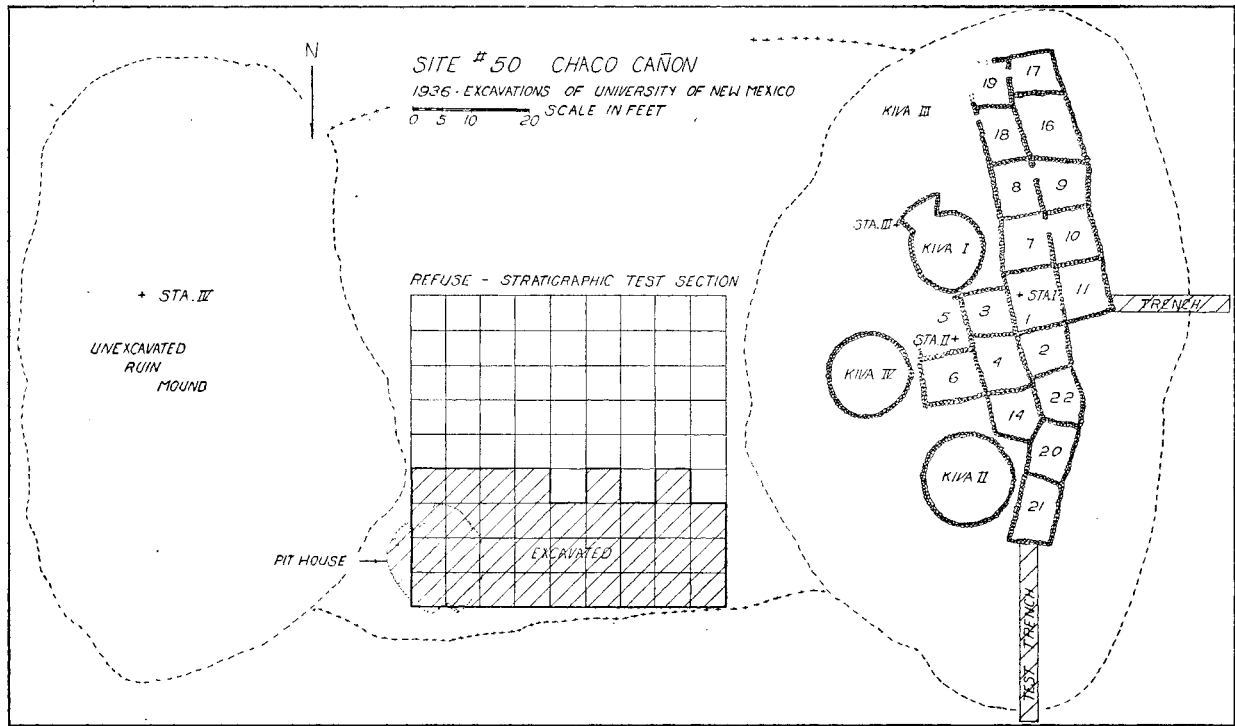 N
SITE #50 CHACO CAÑON
1936 · EXCAVATIONS OF UNIVERSITY OF NEW MEXICO
0 5 10 20 SCALE IN FEET
19
17
KIVA III
18
16
8
9
STA. III +
KIVA I
7
10
REFUSE - STRATIGRAPHIC TEST SECTION
+ STA. IV
5
3
+ STA. I
1
11
TRENCH
UNEXCAVATED
RUIN
MOUND
STA. II +
2
4
KIVA IV
6
22
14
20
KIVA II
21
PIT HOUSE
EXCAVATED
TEST TRENCH